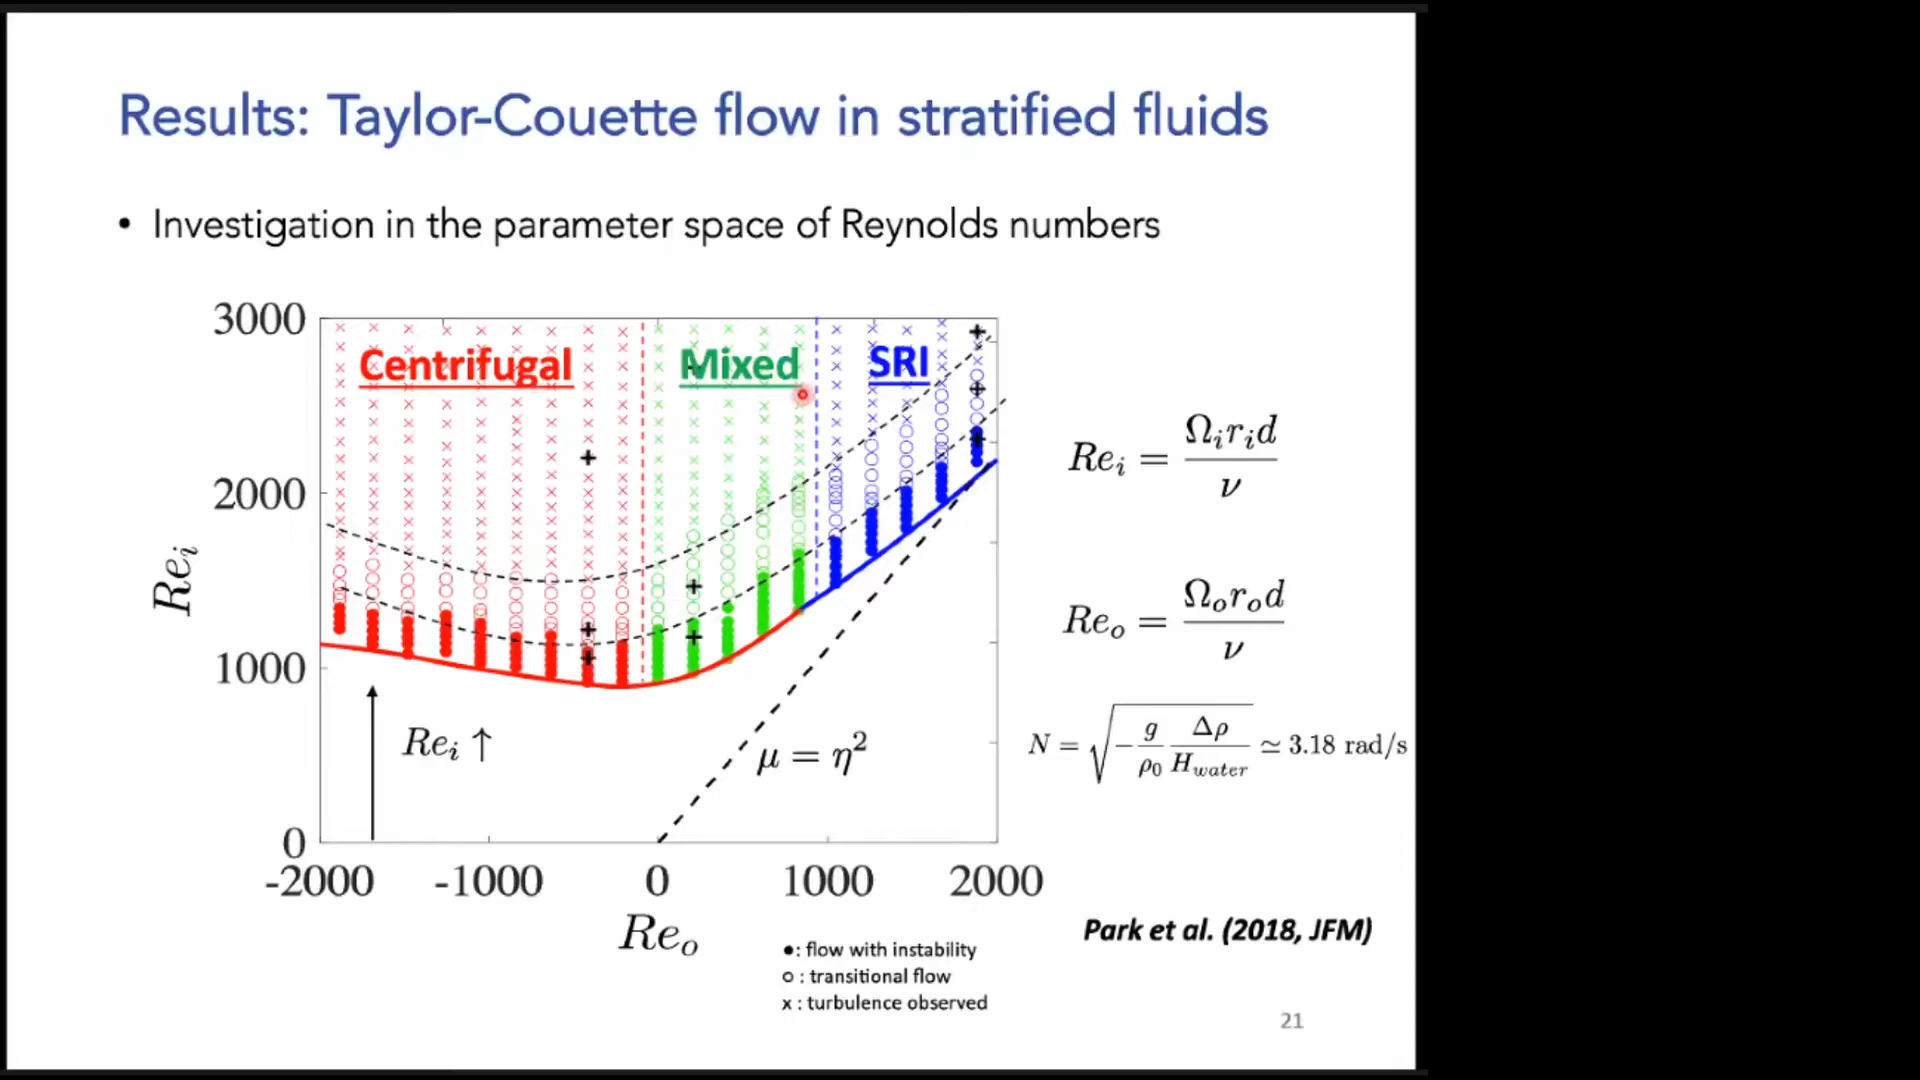 Results: Taylor-Couette flow in stratified fluids
• Investigation in the parameter space of Reynolds numbers
3000
2000
1000
0
Re_i
Centrifugal
Mixed
SRI
Re_i ↑
μ = η²
-2000 -1000 0 1000 2000
Re_o
Re_i = Ω_i r_i d / ν
Re_o = Ω_o r_o d / ν
N = √(−(g/ρ_0)(Δρ/H_water)) ≃ 3.18 rad/s
Park et al. (2018, JFM)
●: flow with instability
○ : transitional flow
x : turbulence observed
21